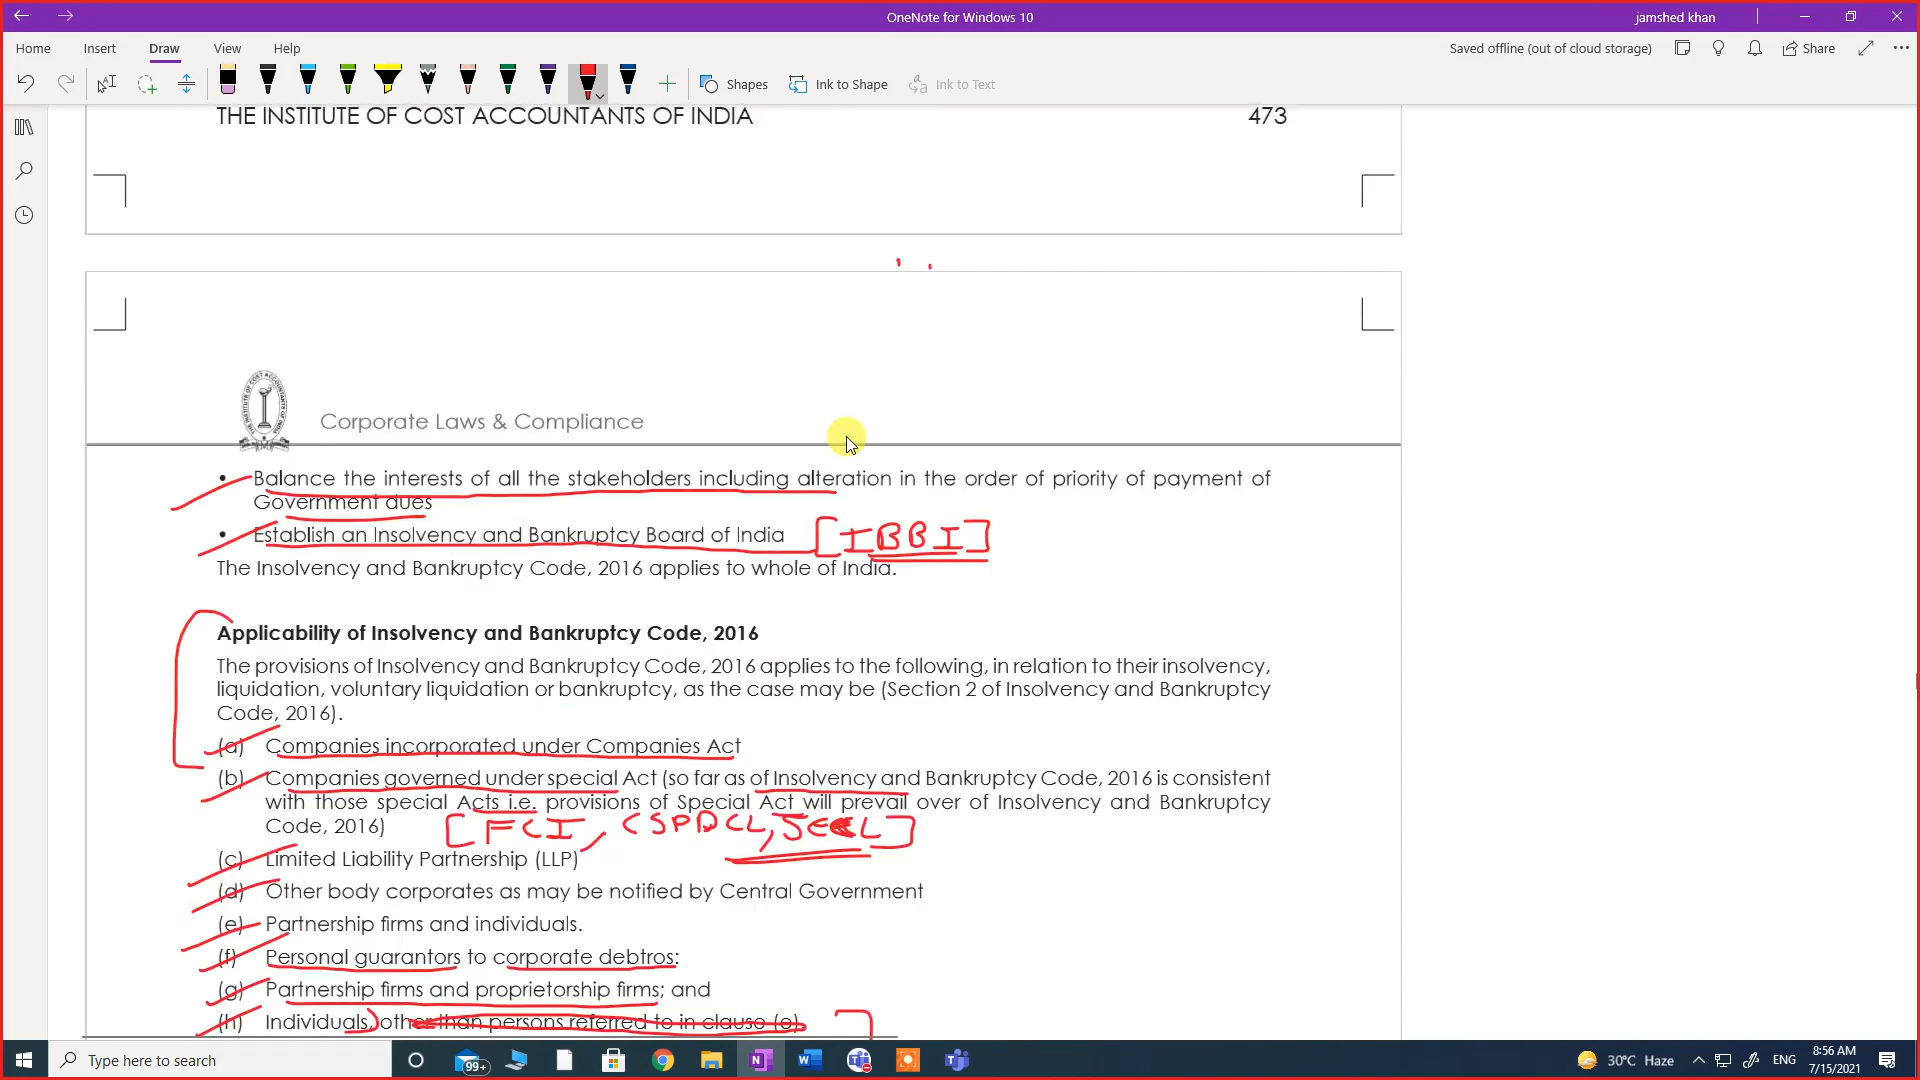 OneNote for Windows 10
jamshed khan
Home Insert Draw View Help
Saved offline (out of cloud storage)
Share
Shapes
Ink to Shape
Ink to Text
THE INSTITUTE OF COST ACCOUNTANTS OF INDIA 473
Corporate Laws & Compliance
• Balance the interests of all the stakeholders including alteration in the order of priority of payment of
Government dues
• Establish an Insolvency and Bankruptcy Board of India [IBBI]
The Insolvency and Bankruptcy Code, 2016 applies to whole of India.
Applicability of Insolvency and Bankruptcy Code, 2016
The provisions of Insolvency and Bankruptcy Code, 2016 applies to the following, in relation to their insolvency,
liquidation, voluntary liquidation or bankruptcy, as the case may be (Section 2 of Insolvency and Bankruptcy
Code, 2016).
(a) Companies incorporated under Companies Act
(b) Companies governed under special Act (so far as of Insolvency and Bankruptcy Code, 2016 is consistent
with those special Acts i.e. provisions of Special Act will prevail over of Insolvency and Bankruptcy
Code, 2016) [FCI, CSPDCL, SECL]
(c) Limited Liability Partnership (LLP)
(d) Other body corporates as may be notified by Central Government
(e) Partnership firms and individuals.
(f) Personal guarantors to corporate debtros:
(g) Partnership firms and proprietorship firms; and
(h) Individuals, other than persons referred to in clause (e)
Type here to search
99+
30°C Haze
ENG
8:56 AM
7/15/2021